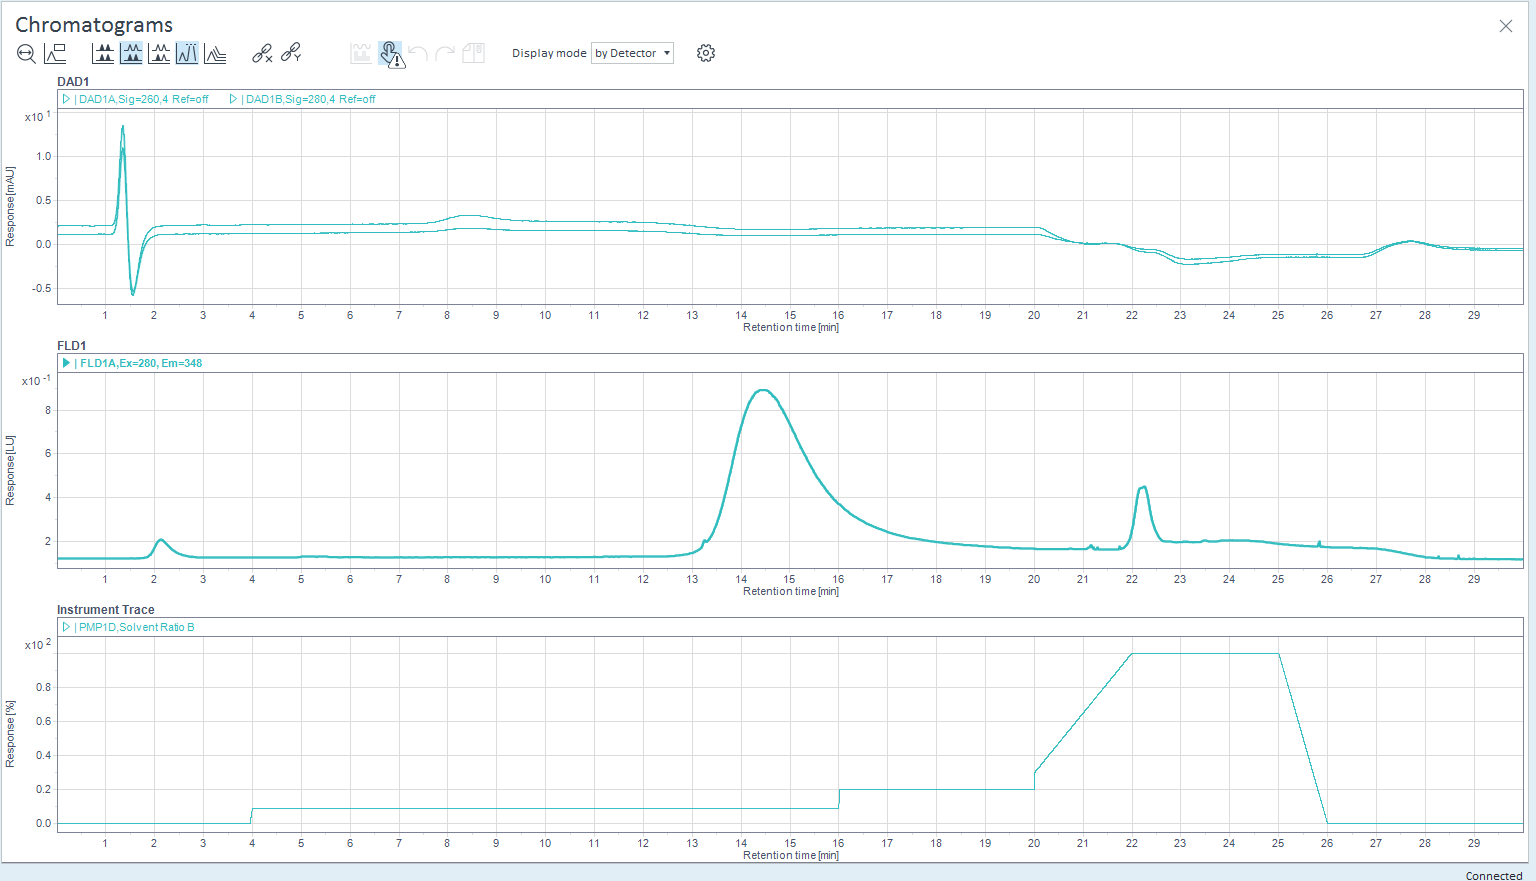 Chromatograms
Display mode by Detector
DAD1
| DAD1A,Sig=260,4 Ref=off | DAD1B,Sig=280,4 Ref=off
x10 1
1.0
0.5
0.0
-0.5
Response [mAU]
1 2 3 4 5 6 7 8 9 10 11 12 13 14 15 16 17 18 19 20 21 22 23 24 25 26 27 28 29
Retention time [min]
FLD1
| FLD1A,Ex=280, Em=348
x10 -1
8
6
4
2
Response [LU]
1 2 3 4 5 6 7 8 9 10 11 12 13 14 15 16 17 18 19 20 21 22 23 24 25 26 27 28 29
Retention time [min]
Instrument Trace
| PMP1D,Solvent Ratio B
x10 2
0.8
0.6
0.4
0.2
0.0
Response [%]
1 2 3 4 5 6 7 8 9 10 11 12 13 14 15 16 17 18 19 20 21 22 23 24 25 26 27 28 29
Retention time [min]
Connected